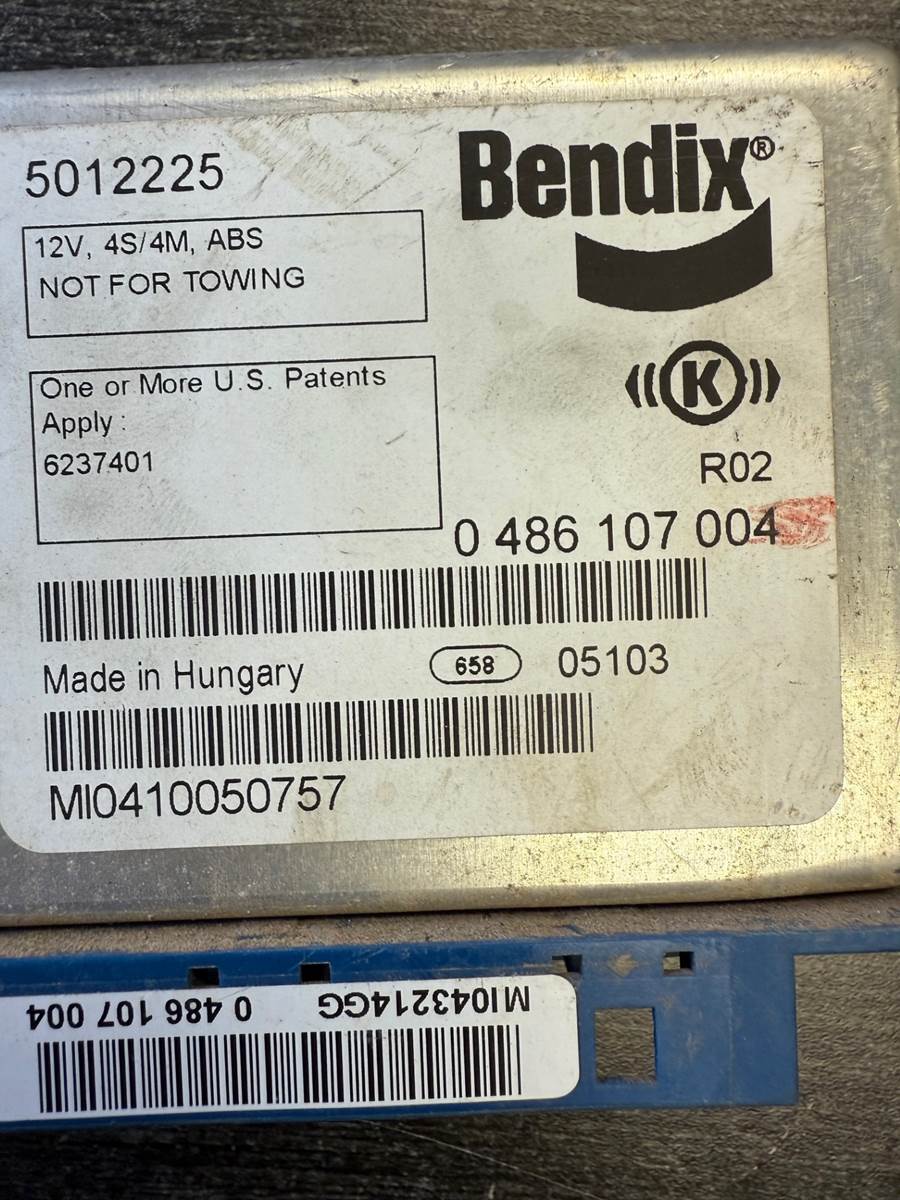 5012225
Bendix®
12V, 4S/4M, ABS
NOT FOR TOWING
One or More U.S. Patents
Apply :
6237401
K
R02
0 486 107 004
Made in Hungary
658
05103
MI0410050757
MI043214GG 0 486 107 004